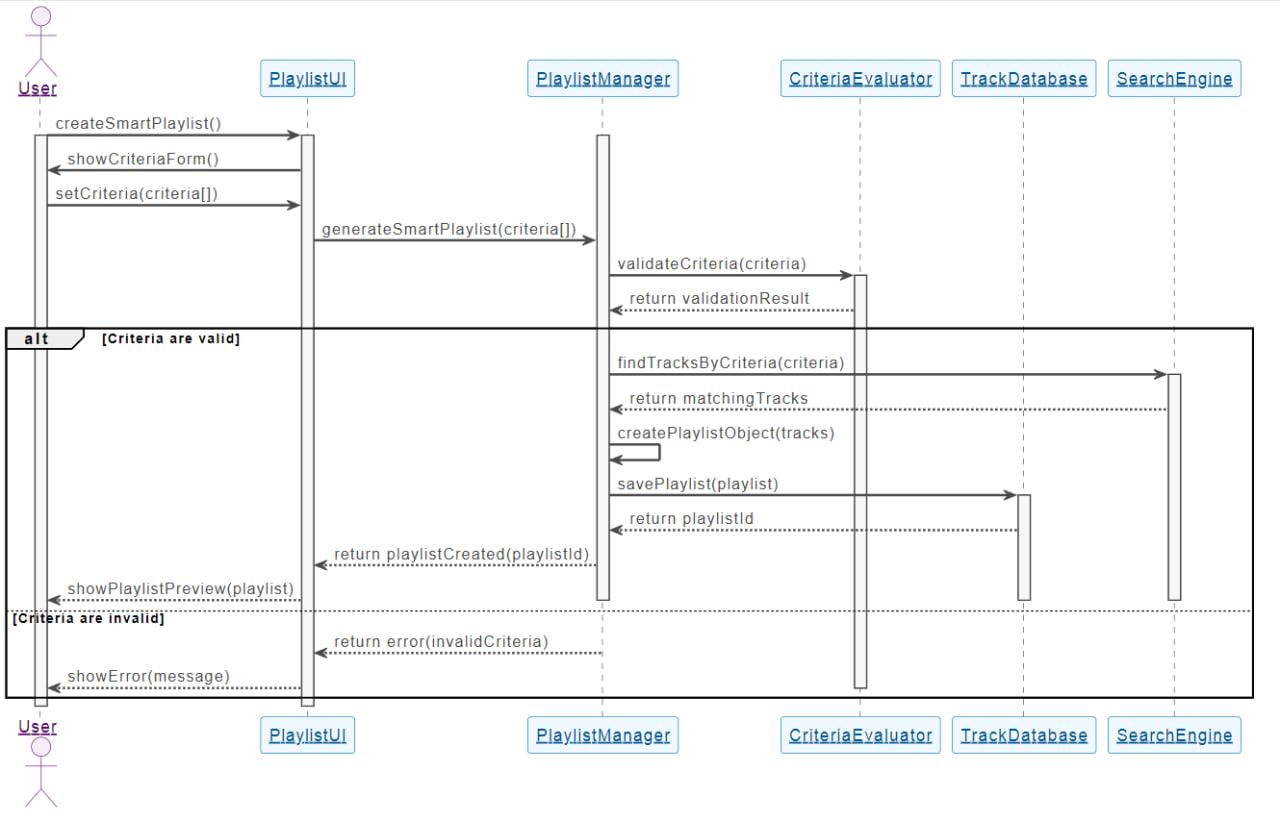 User
PlaylistUI
PlaylistManager
CriteriaEvaluator
TrackDatabase
SearchEngine
createSmartPlaylist()
showCriteriaForm()
setCriteria(criteria[])
generateSmartPlaylist(criteria[])
validateCriteria(criteria)
return validationResult
alt
[Criteria are valid]
findTracksByCriteria(criteria)
return matchingTracks
createPlaylistObject(tracks)
savePlaylist(playlist)
return playlistId
return playlistCreated(playlistId)
showPlaylistPreview(playlist)
[Criteria are invalid]
return error(invalidCriteria)
showError(message)
User
PlaylistUI
PlaylistManager
CriteriaEvaluator
TrackDatabase
SearchEngine